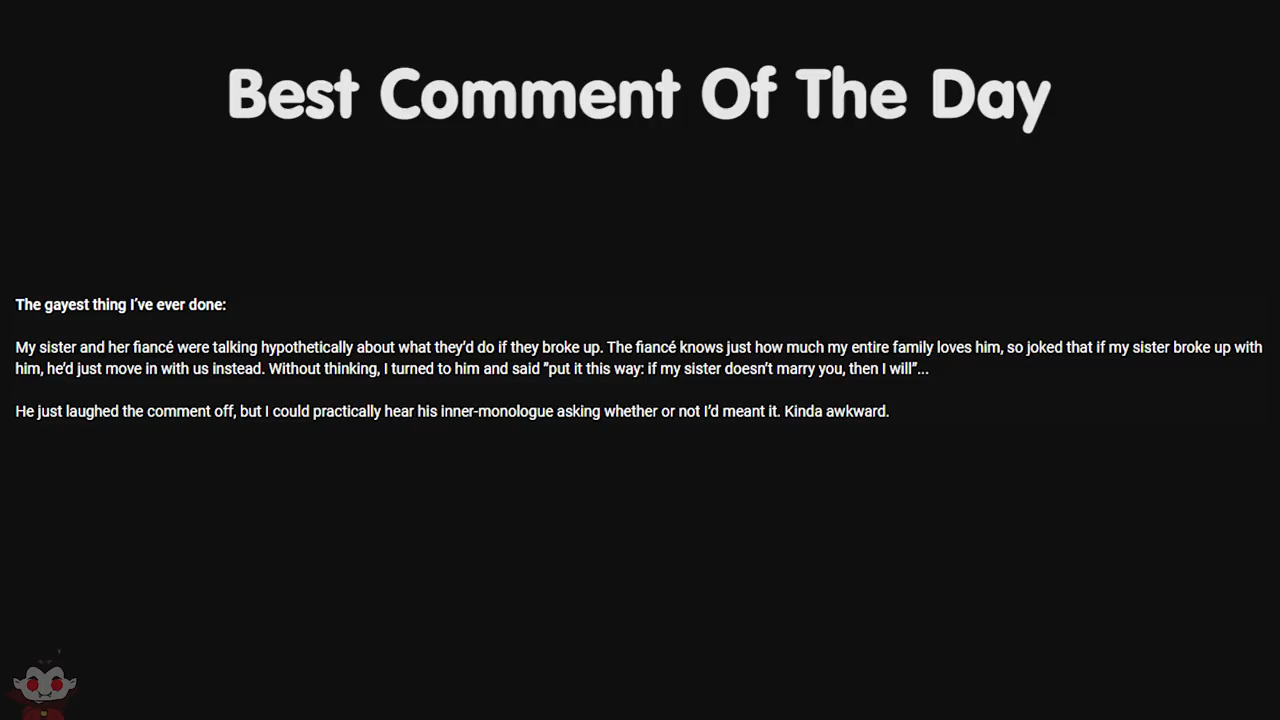 Best Comment Of The Day
The gayest thing I’ve ever done:
My sister and her fiancé were talking hypothetically about what they’d do if they broke up. The fiancé knows just how much my entire family loves him, so joked that if my sister broke up with
him, he’d just move in with us instead. Without thinking, I turned to him and said ”put it this way: if my sister doesn’t marry you, then I will”...
He just laughed the comment off, but I could practically hear his inner-monologue asking whether or not I’d meant it. Kinda awkward.